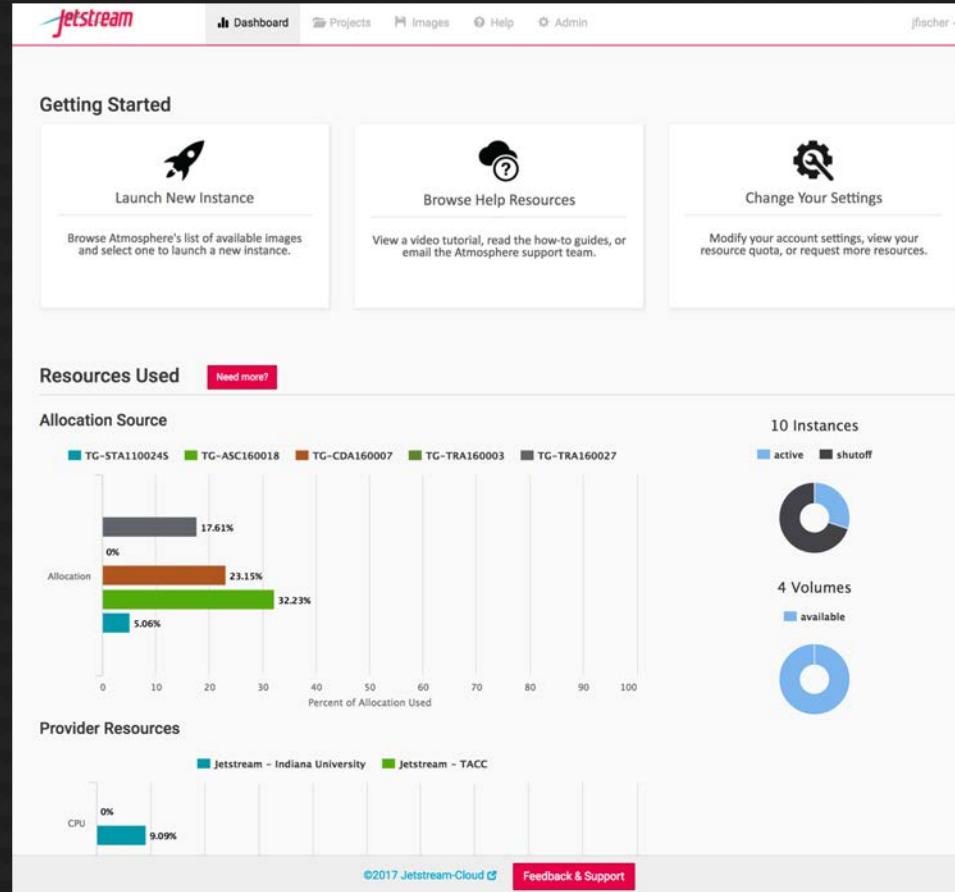 Jetstream
Dashboard
Projects
Images
Help
Admin
jfischer
Getting Started
Launch New Instance
Browse Atmosphere's list of available images
and select one to launch a new instance.
Browse Help Resources
View a video tutorial, read the how-to guides, or
email the Atmosphere support team.
Change Your Settings
Modify your account settings, view your
resource quota, or request more resources.
Resources Used
Need more?
Allocation Source
TG-STA110024S TG-ASC160018 TG-CDA160007 TG-TRA160003 TG-TRA160027
17.61%
0%
Allocation
23.15%
32.23%
5.06%
0 10 20 30 40 50 60 70 80 90 100
Percent of Allocation Used
10 Instances
active shutoff
4 Volumes
available
Provider Resources
Jetstream - Indiana University Jetstream - TACC
CPU
0%
9.09%
©2017 Jetstream-Cloud
Feedback & Support